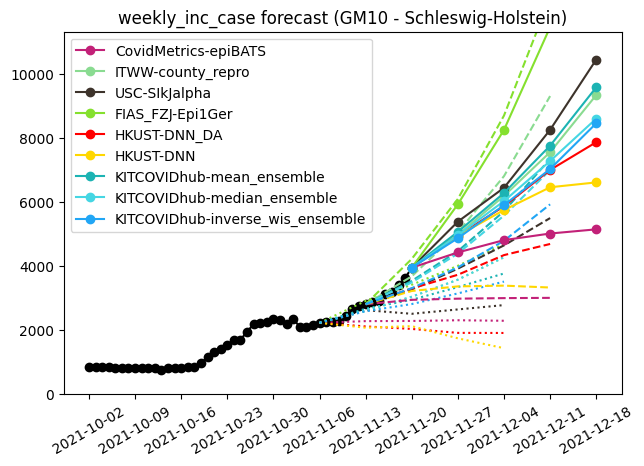 weekly_inc_case forecast (GM10 - Schleswig-Holstein)
CovidMetrics-epiBATS
ITWW-county_repro
USC-SIkJalpha
FIAS_FZJ-Epi1Ger
HKUST-DNN_DA
HKUST-DNN
KITCOVIDhub-mean_ensemble
KITCOVIDhub-median_ensemble
KITCOVIDhub-inverse_wis_ensemble
10000
8000
6000
4000
2000
0
2021-10-02
2021-10-09
2021-10-16
2021-10-23
2021-10-30
2021-11-06
2021-11-13
2021-11-20
2021-11-27
2021-12-04
2021-12-11
2021-12-18